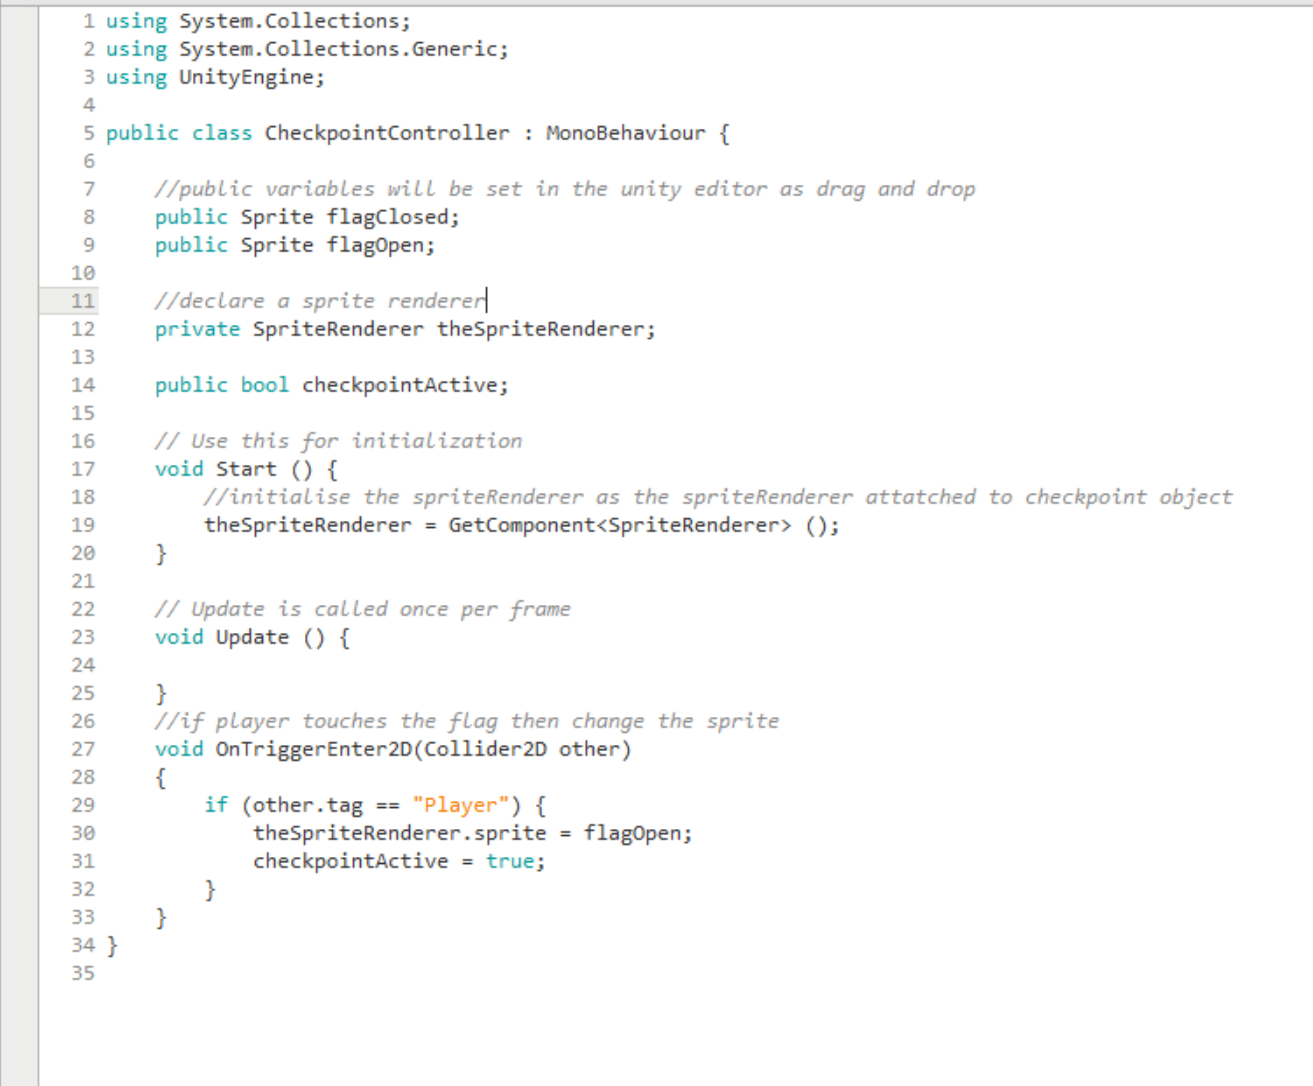 1 using System.Collections;
2 using System.Collections.Generic;
3 using UnityEngine;
4
5 public class CheckpointController : MonoBehaviour {
6
7 //public variables will be set in the unity editor as drag and drop
8 public Sprite flagClosed;
9 public Sprite flagOpen;
10
11 //declare a sprite renderer
12 private SpriteRenderer theSpriteRenderer;
13
14 public bool checkpointActive;
15
16 // Use this for initialization
17 void Start () {
18 //initialise the spriteRenderer as the spriteRenderer attatched to checkpoint object
19 theSpriteRenderer = GetComponent<SpriteRenderer> ();
20 }
21
22 // Update is called once per frame
23 void Update () {
24
25 }
26 //if player touches the flag then change the sprite
27 void OnTriggerEnter2D(Collider2D other)
28 {
29 if (other.tag == "Player") {
30 theSpriteRenderer.sprite = flagOpen;
31 checkpointActive = true;
32 }
33 }
34 }
35